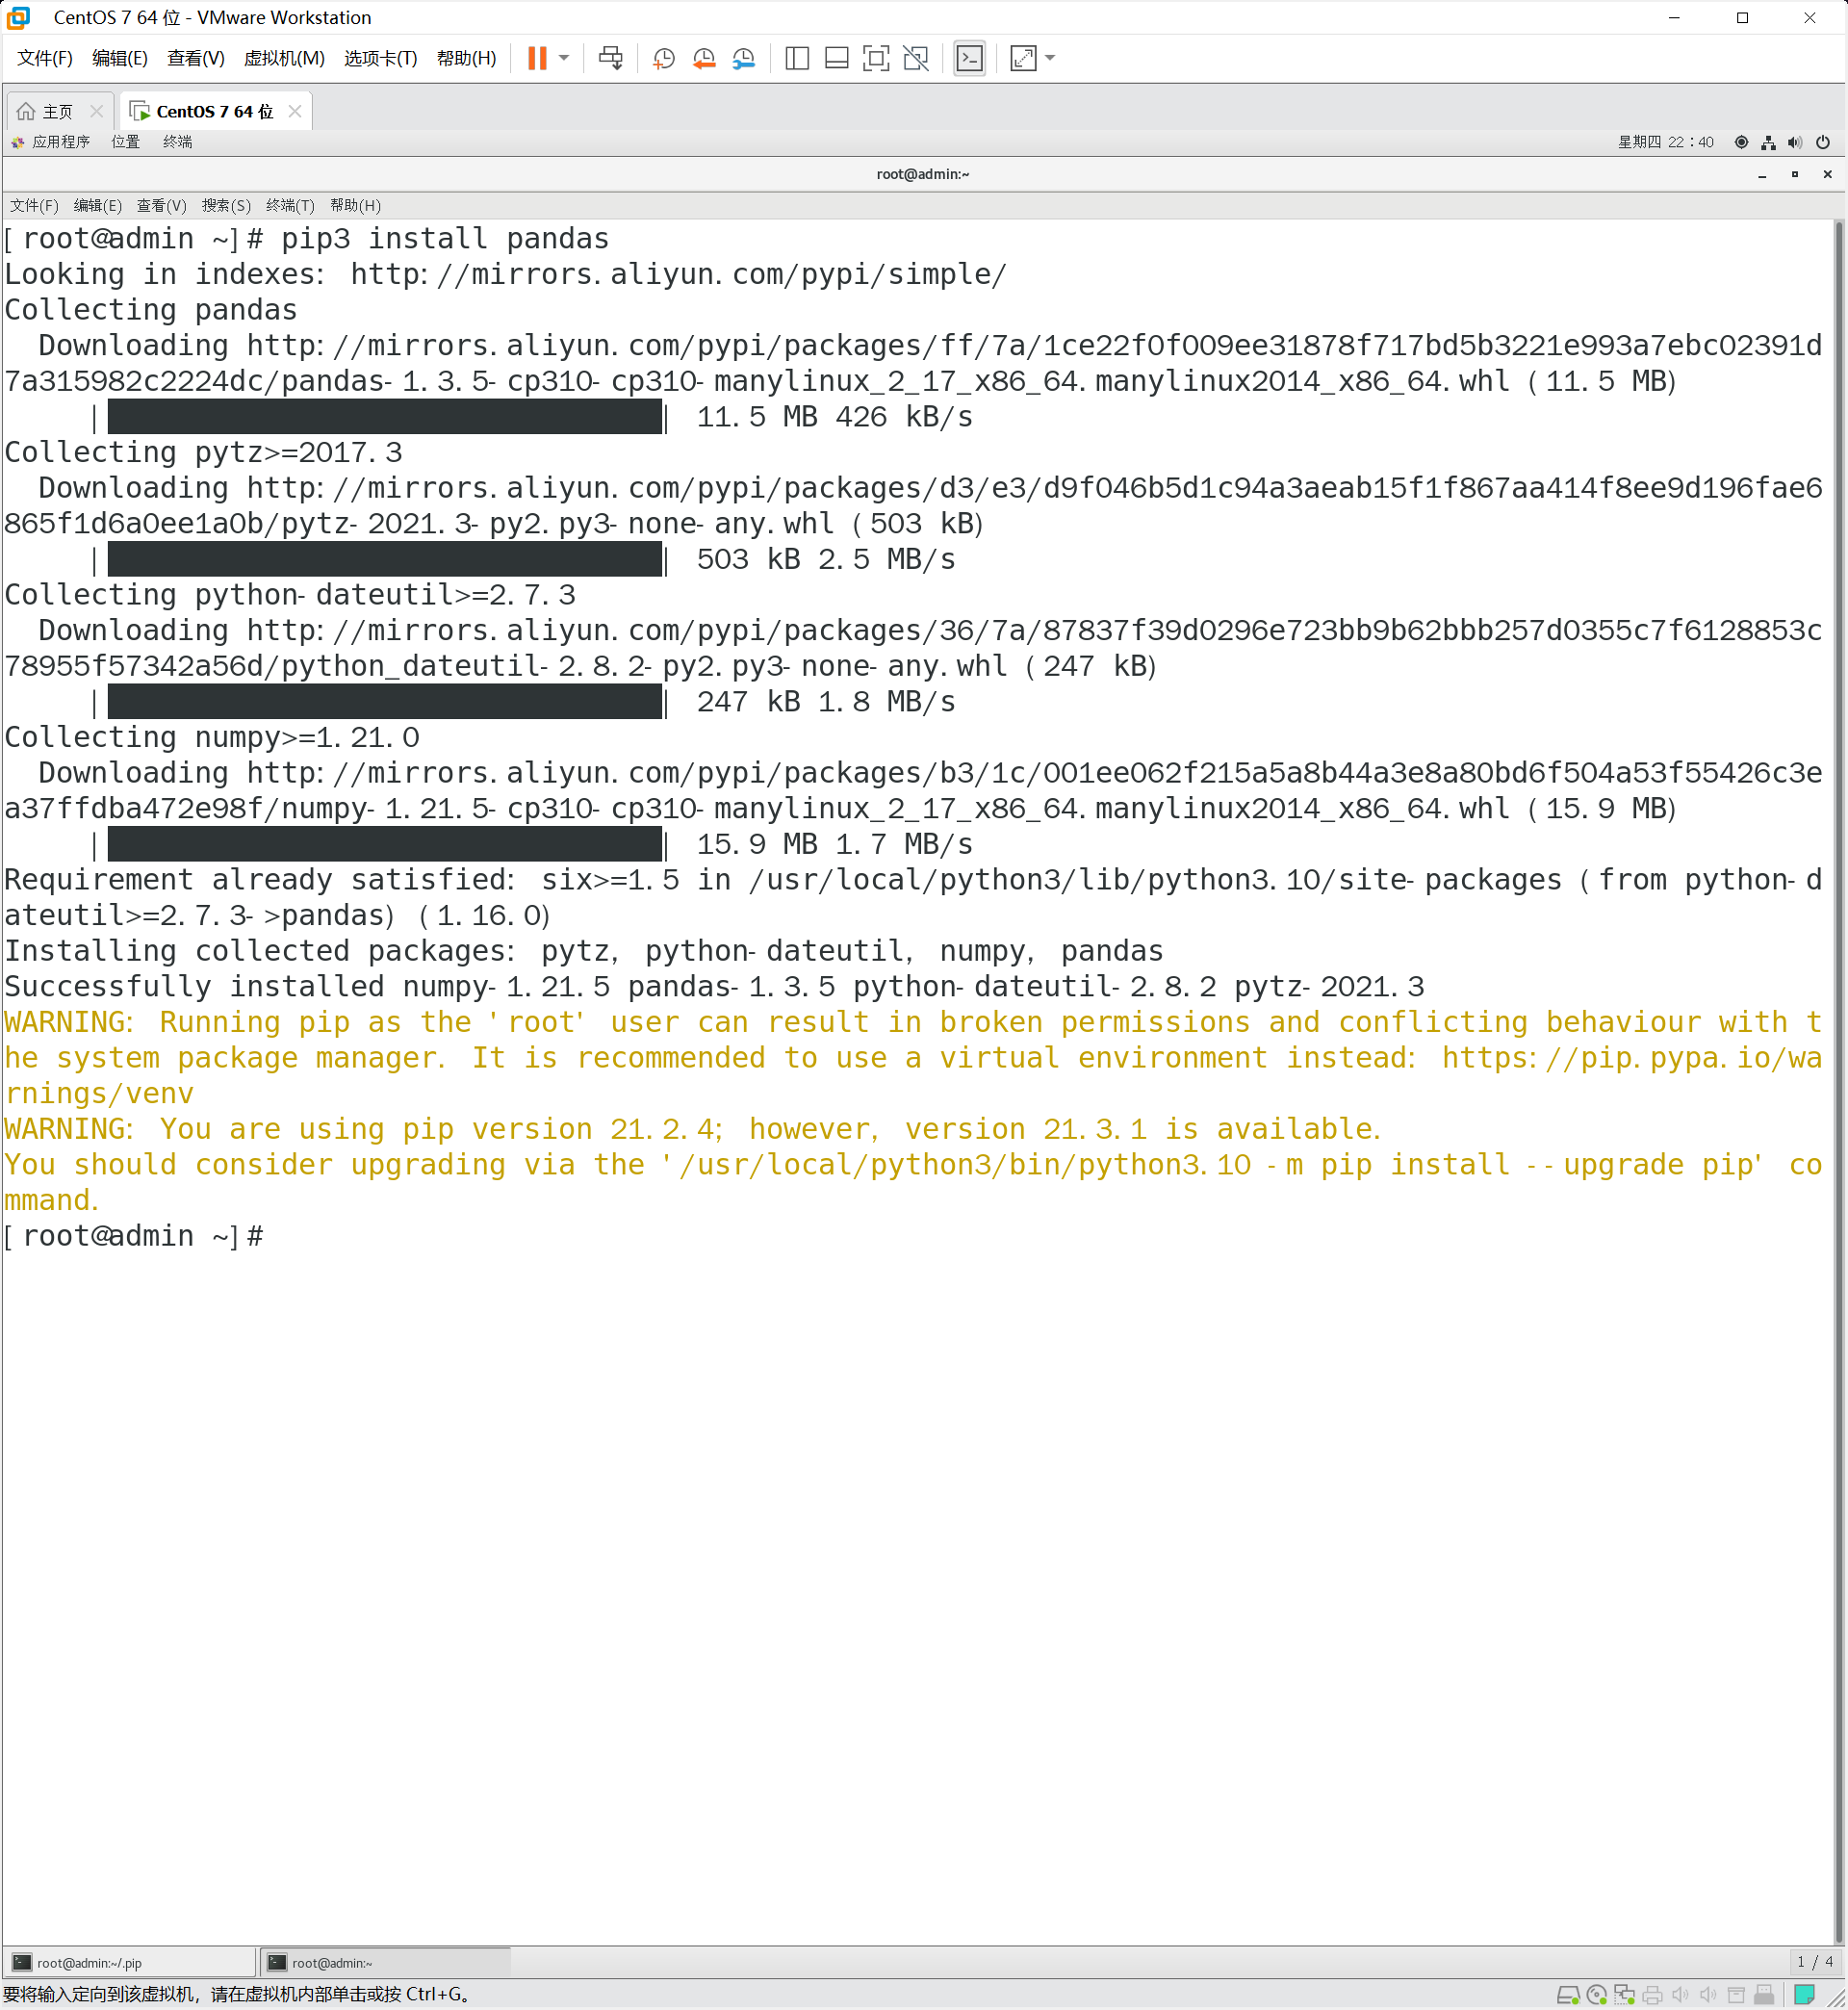 CentOS 7 64 位 - VMware Workstation
文件(F) 编辑(E) 查看(V) 虚拟机(M) 选项卡(T) 帮助(H)
主页 CentOS 7 64 位
应用程序 位置 终端 星期四 22：40
root@admin:~
文件(F) 编辑(E) 查看(V) 搜索(S) 终端(T) 帮助(H)
[root@admin ~]# pip3 install pandas
Looking in indexes: http://mirrors.aliyun.com/pypi/simple/
Collecting pandas
  Downloading http://mirrors.aliyun.com/pypi/packages/ff/7a/1ce22f0f009ee31878f717bd5b3221e993a7ebc02391d
7a315982c2224dc/pandas-1.3.5-cp310-cp310-manylinux_2_17_x86_64.manylinux2014_x86_64.whl (11.5 MB)
| | 11.5 MB 426 kB/s
Collecting pytz>=2017.3
  Downloading http://mirrors.aliyun.com/pypi/packages/d3/e3/d9f046b5d1c94a3aeab15f1f867aa414f8ee9d196fae6
865f1d6a0ee1a0b/pytz-2021.3-py2.py3-none-any.whl (503 kB)
| | 503 kB 2.5 MB/s
Collecting python-dateutil>=2.7.3
  Downloading http://mirrors.aliyun.com/pypi/packages/36/7a/87837f39d0296e723bb9b62bbb257d0355c7f6128853c
78955f57342a56d/python_dateutil-2.8.2-py2.py3-none-any.whl (247 kB)
| | 247 kB 1.8 MB/s
Collecting numpy>=1.21.0
  Downloading http://mirrors.aliyun.com/pypi/packages/b3/1c/001ee062f215a5a8b44a3e8a80bd6f504a53f55426c3e
a37ffdba472e98f/numpy-1.21.5-cp310-cp310-manylinux_2_17_x86_64.manylinux2014_x86_64.whl (15.9 MB)
| | 15.9 MB 1.7 MB/s
Requirement already satisfied: six>=1.5 in /usr/local/python3/lib/python3.10/site-packages (from python-d
ateutil>=2.7.3->pandas) (1.16.0)
Installing collected packages: pytz, python-dateutil, numpy, pandas
Successfully installed numpy-1.21.5 pandas-1.3.5 python-dateutil-2.8.2 pytz-2021.3
WARNING: Running pip as the 'root' user can result in broken permissions and conflicting behaviour with t
he system package manager. It is recommended to use a virtual environment instead: https://pip.pypa.io/wa
rnings/venv
WARNING: You are using pip version 21.2.4; however, version 21.3.1 is available.
You should consider upgrading via the '/usr/local/python3/bin/python3.10 -m pip install --upgrade pip' co
mmand.
[root@admin ~]#
root@admin:~/.pip root@admin:~ 1 / 4
要将输入定向到该虚拟机，请在虚拟机内部单击或按 Ctrl+G。